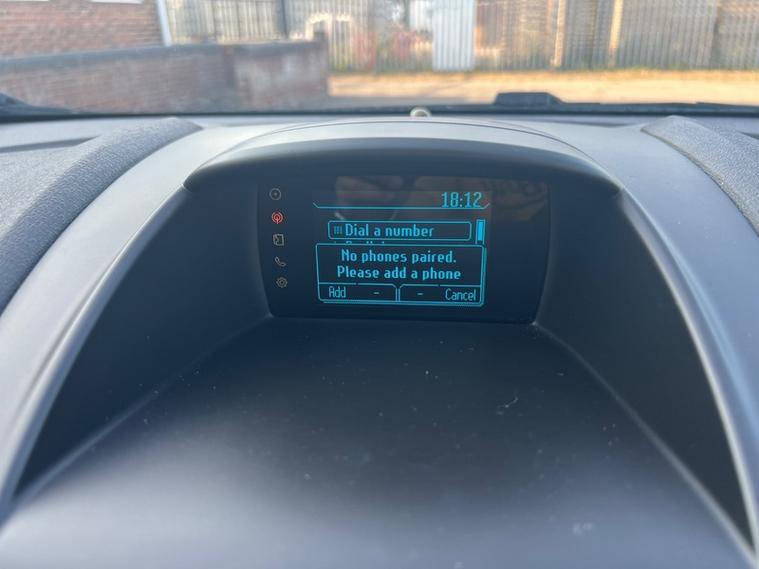 18:12
Dial a number
No phones paired.
Please add a phone
Add - - Cancel